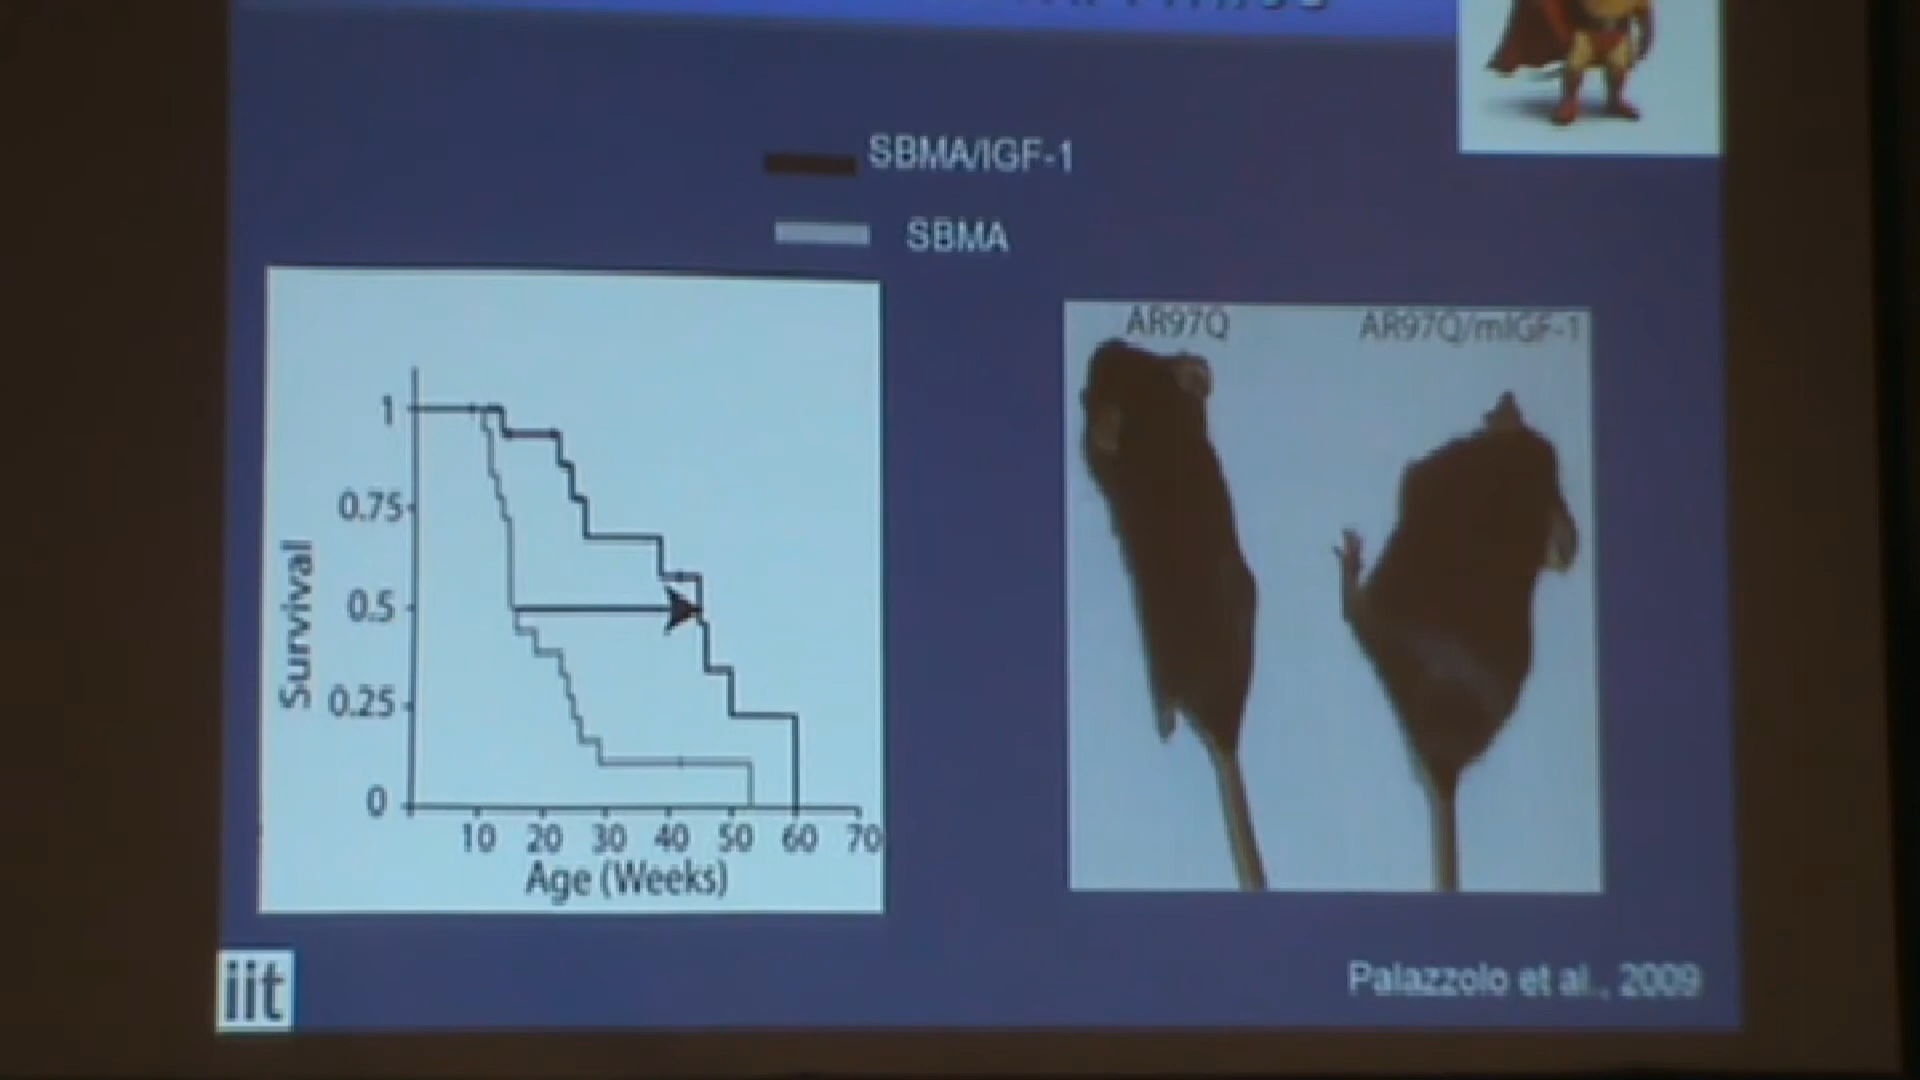 SBMA/IGF-1
SBMA
1
0.75
0.5
0.25
0
Survival
10 20 30 40 50 60 70
Age (Weeks)
AR97Q
AR97Q/mIGF-1
iit
Palazzolo et al., 2009